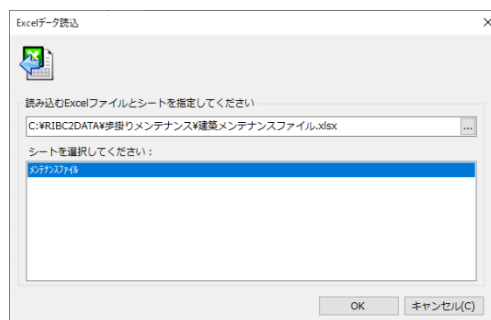 Excelデータ読込
読み込むExcelファイルとシートを指定してください
C:¥RIBC2DATA¥歩掛りメンテナンス¥建築メンテナンスファイル.xlsx
...
シートを選択してください：
ﾒﾝﾃﾅﾝｽﾌｧｲﾙ
OK
キャンセル(C)